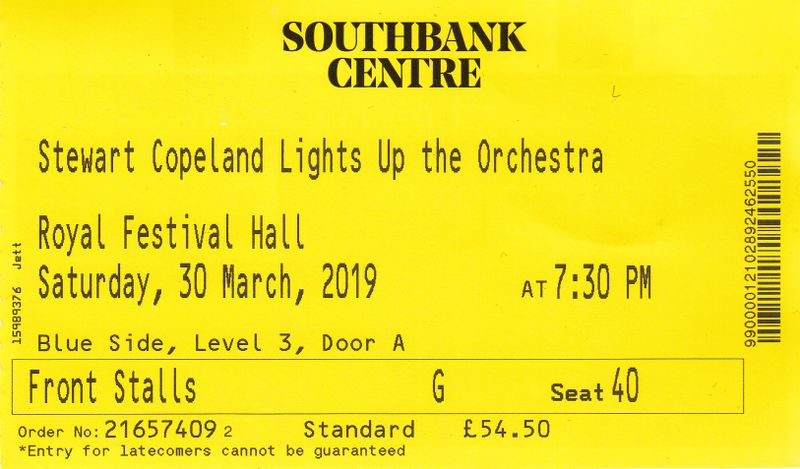 SOUTHBANK
CENTRE
Stewart Copeland Lights Up the Orchestra
Royal Festival Hall
Saturday, 30 March, 2019 AT 7:30 PM
Blue Side, Level 3, Door A
Front Stalls G Seat 40
Order No: 21657409 2 Standard £54.50
*Entry for latecomers cannot be guaranteed
15989376 Jett
99000012102892462550